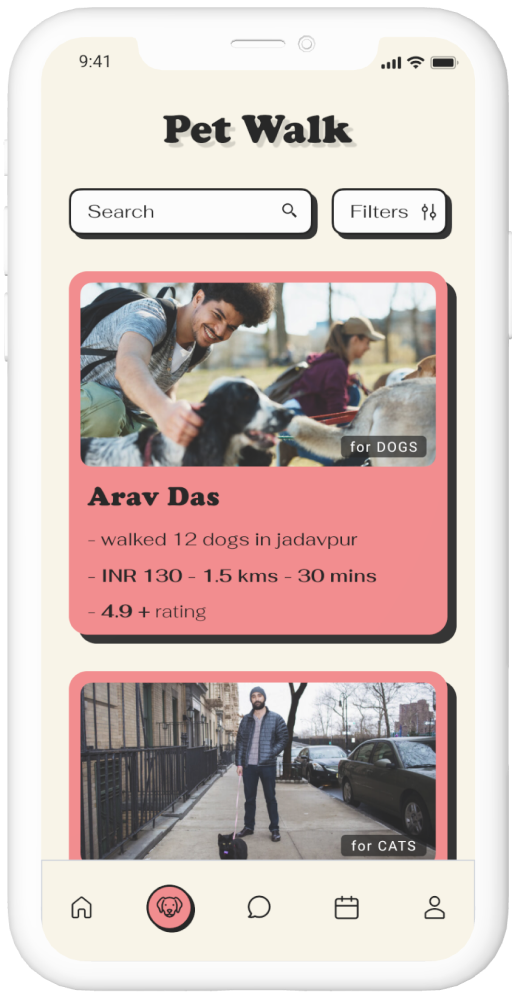 9:41
Pet Walk
Search
Filters
for DOGS
Arav Das
- walked 12 dogs in jadavpur
- INR 130 - 1.5 kms - 30 mins
- 4.9 + rating
for CATS